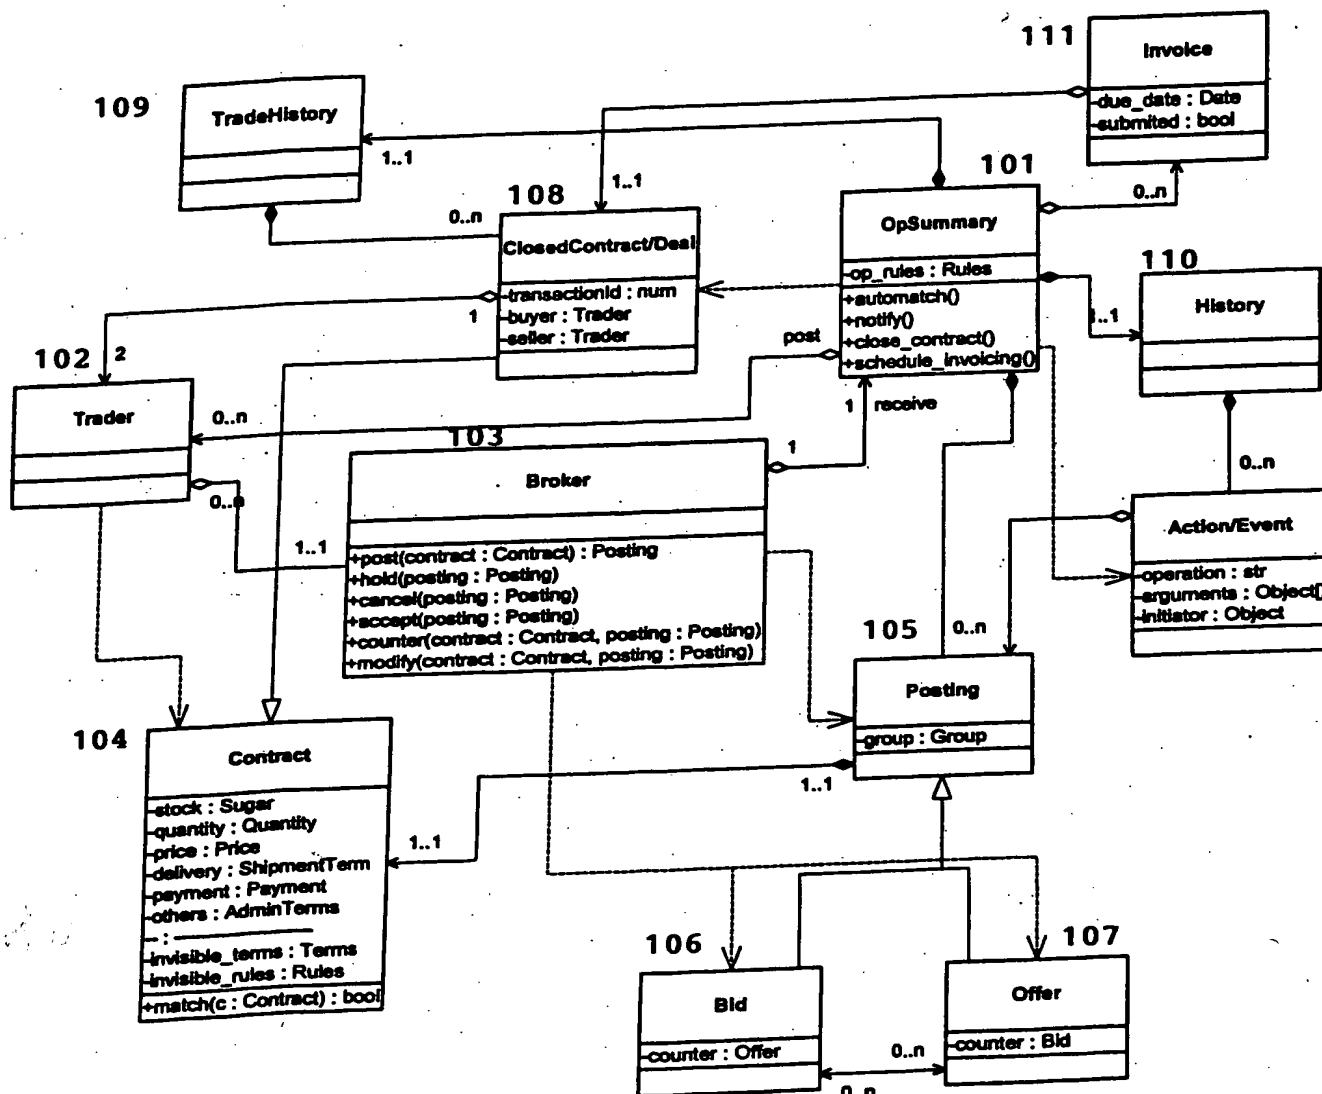 111
Invoice
-due_date : Date
-submited : bool
109
TradeHistory
1..1
1..1
101
0..n
108
0..n
OpSummary
-op_rules : Rules
+automatch()
+notify()
+close_contract()
+schedule_invoicing()
ClosedContract/Deal
-transactionId : num
-buyer : Trader
-seller : Trader
110
History
1..1
1
post
2
102
Trader
0..n
0..n
1 receive
103
Broker
1
+post(contract : Contract) : Posting
+hold(posting : Posting)
+cancel(posting : Posting)
+accept(posting : Posting)
+counter(contract : Contract, posting : Posting)
+modify(contract : Contract, posting : Posting)
1..1
0..n
Action/Event
-operation : str
-arguments : Object[]
-initiator : Object
105
0..n
Posting
-group : Group
1..1
104
Contract
-stock : Sugar
-quantity : Quantity
-price : Price
-delivery : ShipmentTerm
-payment : Payment
-others : AdminTerms
- : ——————
-invisible_terms : Terms
-invisible_rules : Rules
+match(c : Contract) : bool
1..1
106
Bid
-counter : Offer
107
Offer
-counter : Bid
0..n
0..n